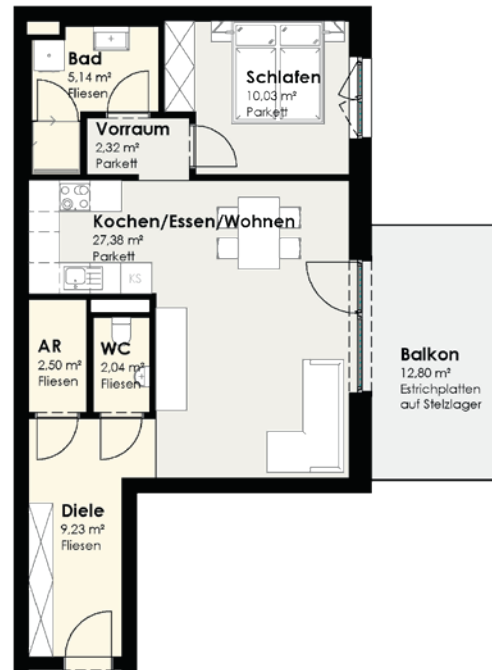 Bad
5,14 m²
Fliesen
Schlafen
10,03 m²
Parkett
Vorraum
2,32 m²
Parkett
Kochen/Essen/Wohnen
27,38 m²
Parkett
KS
AR
2,50 m²
Fliesen
WC
2,04 m²
Fliesen
Balkon
12,80 m²
Estrichplatten
auf Stelzlager
Diele
9,23 m²
Fliesen